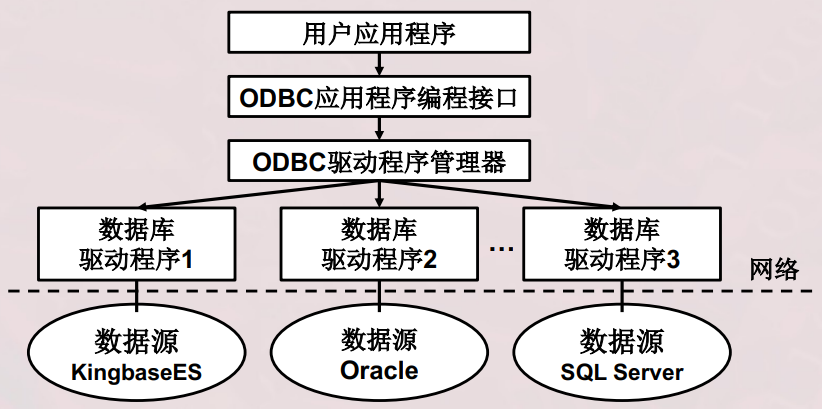 用户应用程序
ODBC应用程序编程接口
ODBC驱动程序管理器
数据库
驱动程序1
数据库
驱动程序2
…
数据库
驱动程序3
网络
数据源
KingbaseES
数据源
Oracle
数据源
SQL Server